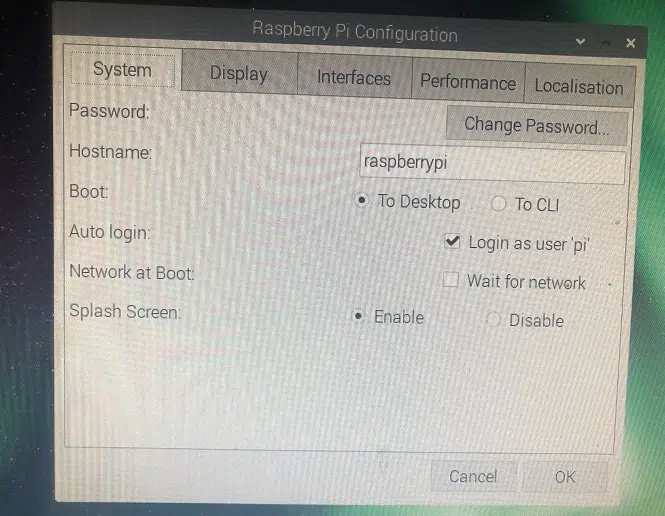 Raspberry Pi Configuration
System Display Interfaces Performance Localisation
Password: Change Password...
Hostname: raspberrypi
Boot: To Desktop To CLI
Auto login: Login as user 'pi'
Network at Boot: Wait for network
Splash Screen: Enable Disable
Cancel OK